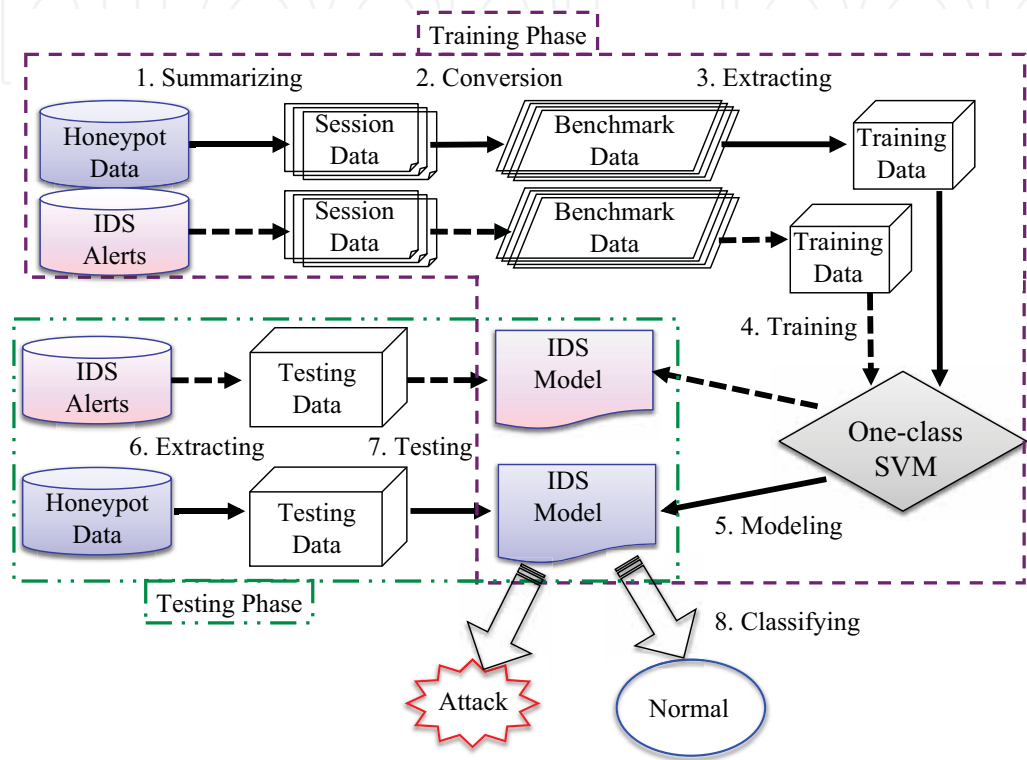 Training Phase
1. Summarizing
2. Conversion
3. Extracting
Honeypot
Data
Session
Data
Benchmark
Data
Training
Data
IDS
Alerts
Session
Data
Benchmark
Data
Training
Data
4. Training
IDS
Alerts
Testing
Data
IDS
Model
One-class
SVM
6. Extracting
7. Testing
Honeypot
Data
Testing
Data
IDS
Model
5. Modeling
Testing Phase
8. Classifying
Attack
Normal